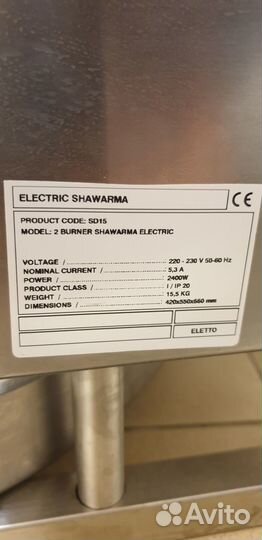 ELECTRIC SHAWARMA CE
PRODUCT CODE: SD15
MODEL: 2 BURNER SHAWARMA ELECTRIC
VOLTAGE / 220 - 230 V 50-60 Hz
NOMINAL CURRENT / 5,3 A
POWER / 2400W
PRODUCT CLASS / I / IP 20
WEIGHT / 15,5 KG
DIMENSIONS / 420x550x660 mm
ELETTO
Avito